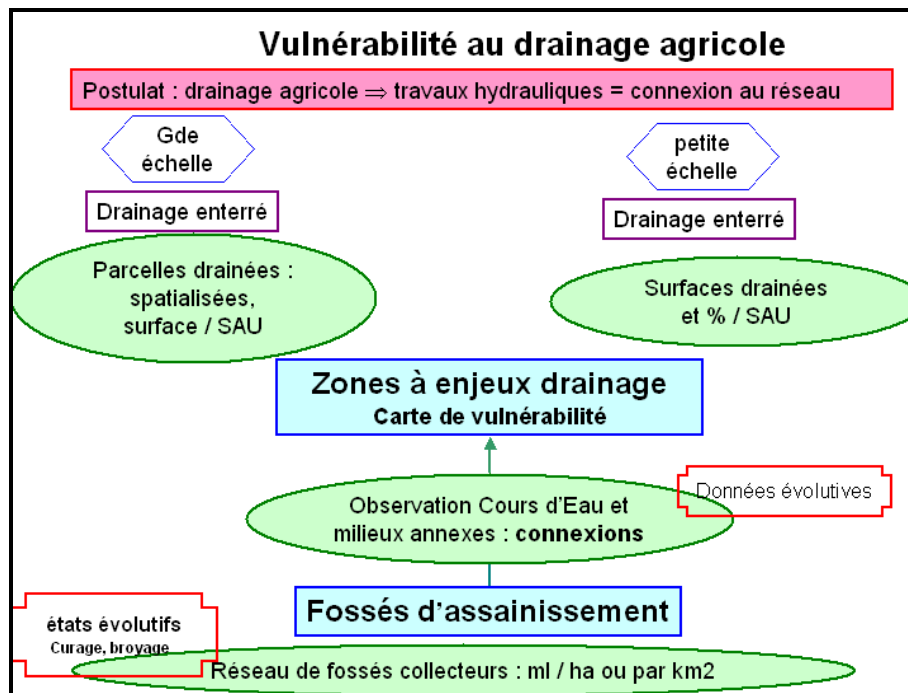 Vulnérabilité au drainage agricole
Postulat : drainage agricole ⇒ travaux hydrauliques = connexion au réseau
Gde
échelle
petite
échelle
Drainage enterré
Drainage enterré
Parcelles drainées :
spatialisées,
surface / SAU
Surfaces drainées
et % / SAU
Zones à enjeux drainage
Carte de vulnérabilité
Données évolutives
Observation Cours d'Eau et
milieux annexes : connexions
Fossés d'assainissement
états évolutifs
Curage, broyage
Réseau de fossés collecteurs : ml / ha ou par km2